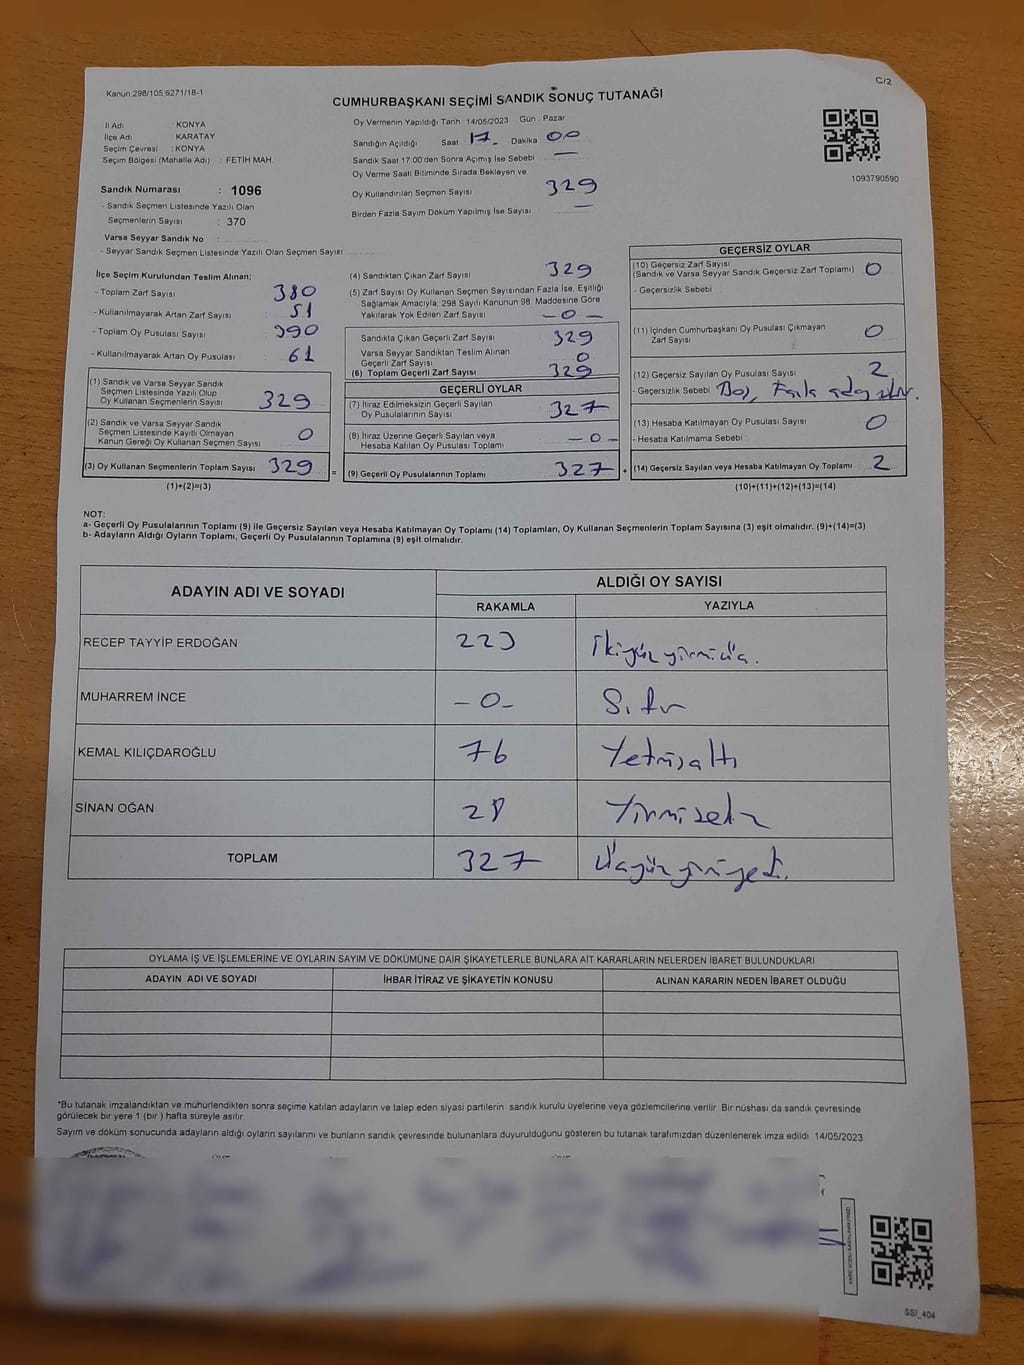 Kanun:298/105 6271/18-1
C/2
CUMHURBAŞKANI SEÇİMİ SANDIK SONUÇ TUTANAĞI
İl Adı : KONYA
İlçe Adı : KARATAY
Seçim Çevresi : KONYA
Seçim Bölgesi (Mahalle Adı) : FETİH MAH.
Oy Vermenin Yapıldığı Tarih :14/05/2023 Gün : Pazar
Sandığın Açıldığı Saat 17 Dakika 00
Sandık Saat 17.00'den Sonra Açımış İse Sebebi —
Oy Verme Saati Bitiminde Sırada Bekleyen ve
Oy Kullandırılan Seçmen Sayısı 329
Birden Fazla Sayım Döküm Yapılmış İse Sayısı —
1093790590
Sandık Numarası : 1096
- Sandık Seçmen Listesinde Yazılı Olan
Seçmenlerin Sayısı : 370
Varsa Seyyar Sandık No :
- Seyyar Sandık Seçmen Listesinde Yazılı Olan Seçmen Sayısı
İlçe Seçim Kurulundan Teslim Alınan:
- Toplam Zarf Sayısı 380
- Kullanılmayarak Artan Zarf Sayısı 51
- Toplam Oy Pusulası Sayısı 390
- Kullanılmayarak Artan Oy Pusulası 61
(1) Sandık ve Varsa Seyyar Sandık
Seçmen Listesinde Yazılı Olup
Oy Kullanan Seçmenlerin Sayısı 329
(2) Sandık ve Varsa Seyyar Sandık
Seçmen Listesinde Kayıtlı Olmayan
Kanun Gereği Oy Kullanan Seçmen Sayısı 0
(3) Oy Kullanan Seçmenlerin Toplam Sayısı 329 =
(1)+(2)=(3)
(4) Sandıktan Çıkan Zarf Sayısı 329
(5) Zarf Sayısı Oy Kullanan Seçmen Sayısından Fazla İse, Eşitliği
Sağlamak Amacıyla, 298 Sayılı Kanunun 98. Maddesine Göre
Yakılarak Yok Edilen Zarf Sayısı — 0 —
Sandıkta Çıkan Geçerli Zarf Sayısı 329
Varsa Seyyar Sandıktan Teslim Alınan
Geçerli Zarf Sayısı 0
(6) Toplam Geçerli Zarf Sayısı 329
GEÇERLİ OYLAR
(7) İtiraz Edilmeksizin Geçerli Sayılan
Oy Pusulalarının Sayısı 327
(8) İtiraz Üzerine Geçerli Sayılan veya
Hesaba Katılan Oy Pusulası Toplamı — 0 —
(9) Geçerli Oy Pusulalarının Toplamı 327 +
GEÇERSİZ OYLAR
(10) Geçersiz Zarf Sayısı
(Sandık ve Varsa Seyyar Sandık Geçersiz Zarf Toplamı) 0
- Geçersizlik Sebebi
(11) İçinden Cumhurbaşkanı Oy Pusulası Çıkmayan
Zarf Sayısı 0
(12) Geçersiz Sayılan Oy Pusulası Sayısı 2
- Geçersizlik Sebebi Boş, Fazla
(13) Hesaba Katılmayan Oy Pusulası Sayısı 0
- Hesaba Katılmama Sebebi
(14) Geçersiz Sayılan veya Hesaba Katılmayan Oy Toplamı 2
(10)+(11)+(12)+(13)=(14)
NOT:
a- Geçerli Oy Pusulalarının Toplamı (9) ile Geçersiz Sayılan veya Hesaba Katılmayan Oy Toplamı (14) Toplamları, Oy Kullanan Seçmenlerin Toplam Sayısına (3) eşit olmalıdır. (9)+(14)=(3)
b- Adayların Aldığı Oyların Toplamı, Geçerli Oy Pusulalarının Toplamına (9) eşit olmalıdır.
ADAYIN ADI VE SOYADI ALDIĞI OY SAYISI
RAKAMLA YAZIYLA
RECEP TAYYİP ERDOĞAN 223 İkiyüzyirmiüç.
MUHARREM İNCE — 0 — Sıfır
KEMAL KILIÇDAROĞLU 76 Yetmişaltı
SİNAN OĞAN 28 Yirmisekiz
TOPLAM 327 Üçyüzyirmiyedi.
OYLAMA İŞ VE İŞLEMLERİNE VE OYLARIN SAYIM VE DÖKÜMÜNE DAİR ŞİKAYETLERLE BUNLARA AİT KARARLARIN NELERDEN İBARET BULUNDUKLARI
ADAYIN ADI VE SOYADI İHBAR İTİRAZ VE ŞİKAYETİN KONUSU ALINAN KARARIN NEDEN İBARET OLDUĞU
*Bu tutanak imzalandıktan ve mühürlendikten sonra seçime katılan adayların ve talep eden siyasi partilerin sandık kurulu üyelerine veya gözlemcilerine verilir .Bir nüshası da sandık çevresinde
görülecek bir yere 1 (bir ) hafta süreyle asılır.
Sayım ve döküm sonucunda adayların aldığı oyların sayılarını ve bunların sandık çevresinde bulunanlara duyurulduğunu gösteren bu tutanak tarafımızdan düzenlenerek imza edildi 14/05/2023
SSI_404